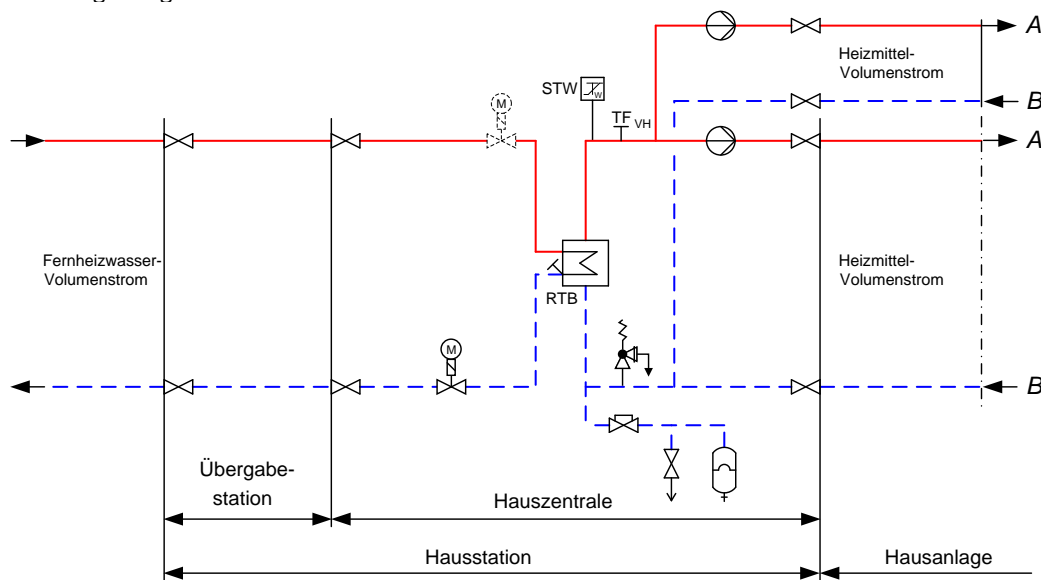 A
Heizmittel-
Volumenstrom
M
STW
W
TF VH
B
A
Fernheizwasser-
Volumenstrom
RTB
Heizmittel-
Volumenstrom
M
B
Übergabe-
station
Hauszentrale
Hausstation
Hausanlage